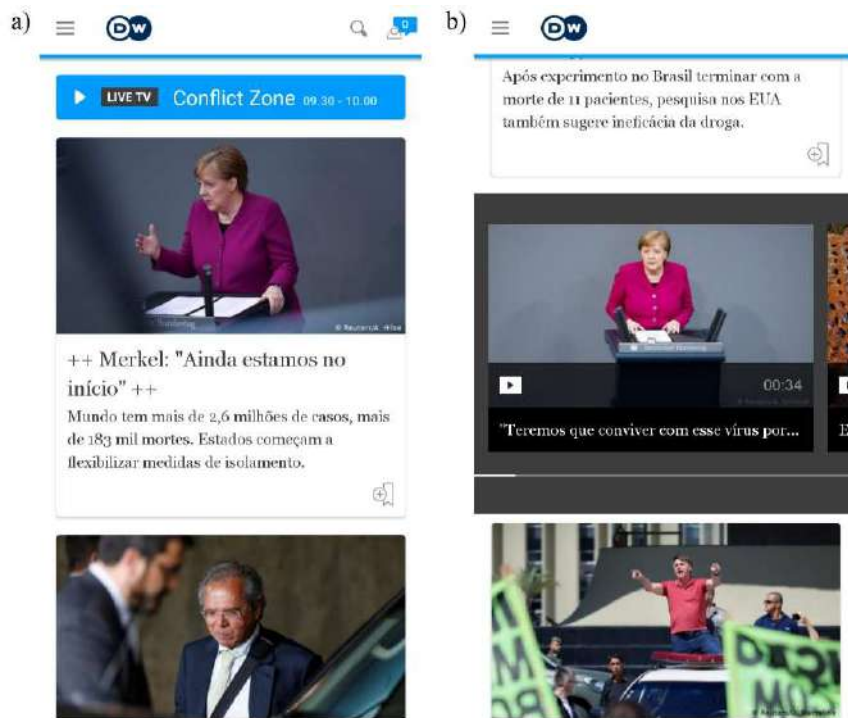 a)
DW
0
LIVE TV Conflict Zone 09.30 - 10.00
++ Merkel: "Ainda estamos no
início" ++
Mundo tem mais de 2,6 milhões de casos, mais
de 183 mil mortes. Estados começam a
flexibilizar medidas de isolamento.
b)
DW
Após experimento no Brasil terminar com a
morte de 11 pacientes, pesquisa nos EUA
também sugere ineficácia da droga.
00:34
"Teremos que conviver com esse vírus por...
E